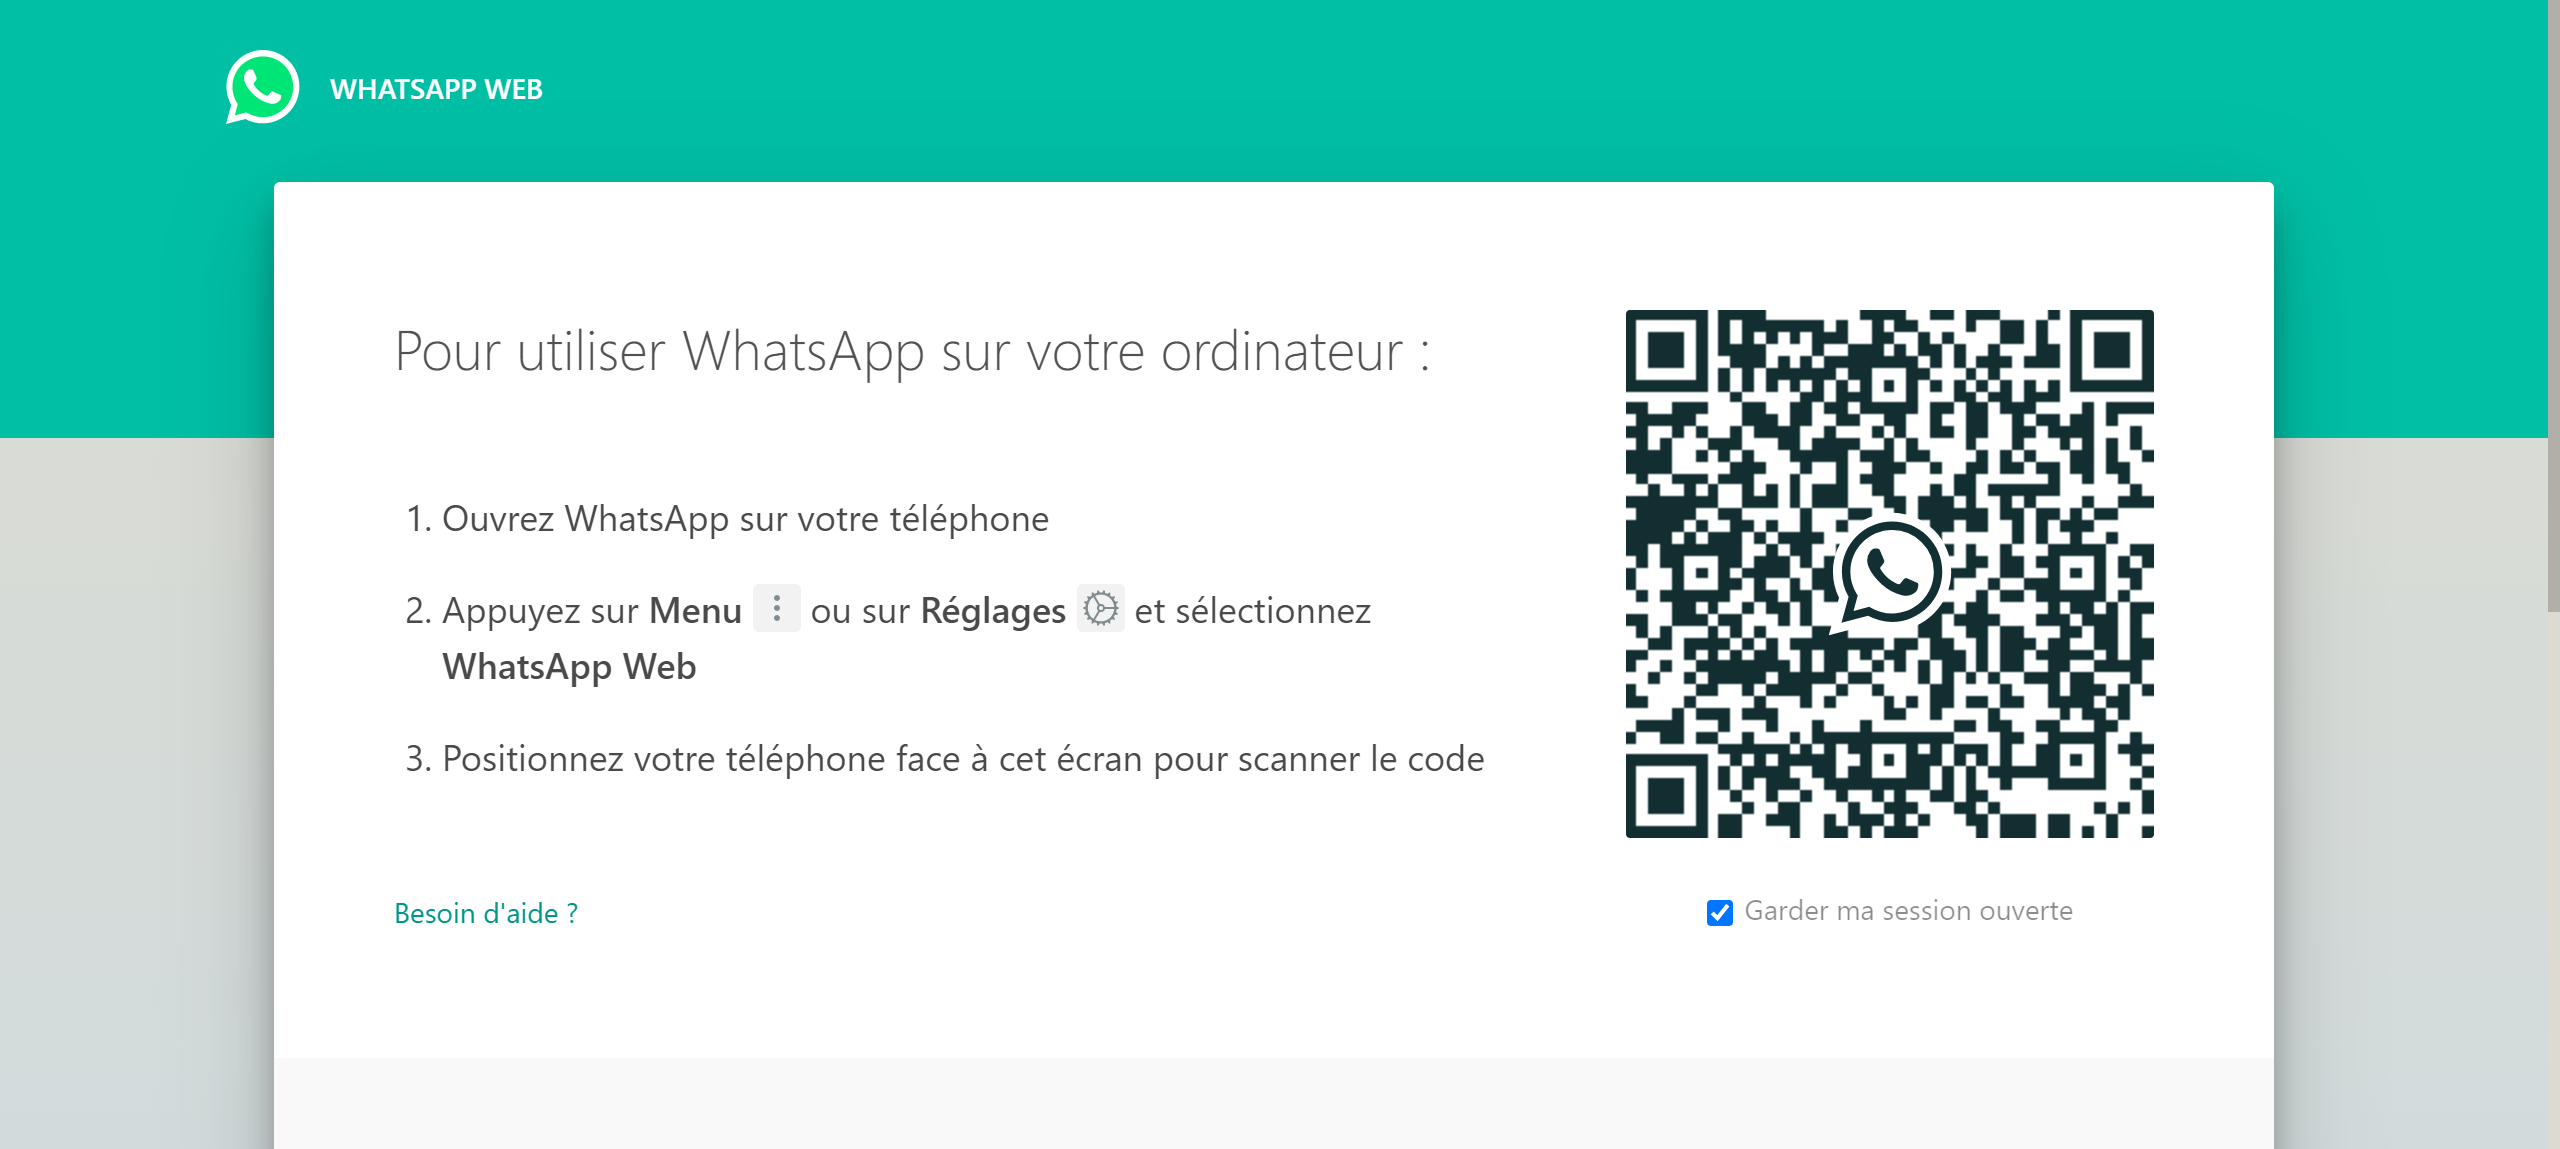 WHATSAPP WEB
Pour utiliser WhatsApp sur votre ordinateur :
1. Ouvrez WhatsApp sur votre téléphone
2. Appuyez sur Menu ou sur Réglages et sélectionnez
WhatsApp Web
3. Positionnez votre téléphone face à cet écran pour scanner le code
Besoin d'aide ?
Garder ma session ouverte